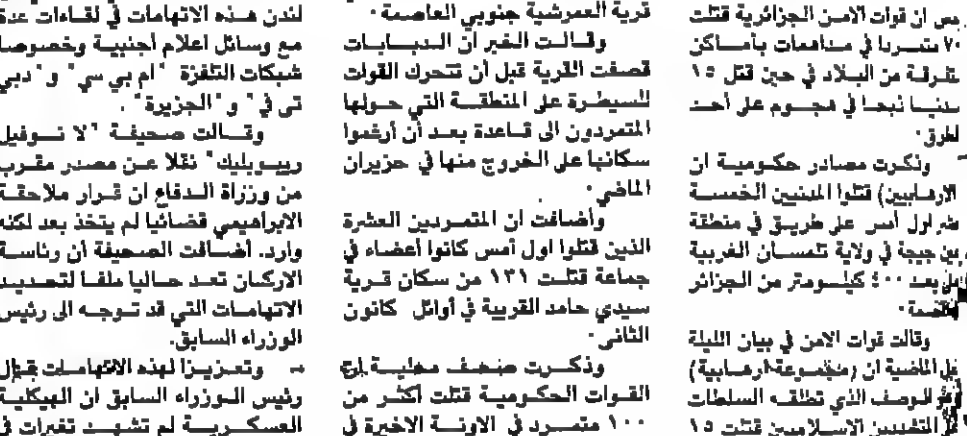 ان قوات الامن الجزائرية قتلت
٧٠ متمردا في مداهمات بأماكن
متفرقة من البلاد في حين قتل ١٥
مدنيا ذبحا في هجوم على أحد
الطرق ·
وذكرت مصادر حكومية ان
(الارهابيين) قتلوا المدنيين الخمسة
عشر اول أمس على طريق في منطقة
جيجة في ولاية تلمسان الغربية
بعد ٤٠٠ كيلومتر من الجزائر
وقالت قوات الامن في بيان الليلة
قبل الماضية ان (مجموعة ارهابية)
وهو الوصف الذي تطلقه السلطات
المتشددين الاسلاميين قتلت ١٥
قرية العمرشية جنوبي العاصمة ·
وقالت الخبر ان الدبابات
قصفت القرية قبل أن تتحرك القوات
للسيطرة على المنطقة التي حولها
المتمردون الى قاعدة بعد أن أرغموا
سكانها على الخروج منها في حزيران
الماضي ·
وأضافت أن المتمردين العشرة
الذين قتلوا اول أمس كانوا أعضاء في
جماعة قتلت ١٣١ من سكان قرية
سيدي حامد القريبة في أوائل كانون
الثاني ·
وذكرت صحف محلية
القوات الحكومية قتلت أكثر من
١٠٠ متمرد في الاونة الاخيرة في
لندن هذه الاتهامات في لقاءات عدة
مع وسائل اعلام أجنبية وخصوصا
شبكات التلفزة "ام بي سي" و"دبي
تي في" و"الجزيرة" .
وقالت صحيفة "لا نوفيل
ريبوبليك" نقلا عن مصدر مقرب
من وزراة الدفاع ان قرار ملاحقة
الابراهيمي قضائيا لم يتخذ بعد لكنه
وارد. أضافت الصحيفة أن رئاسة
الاركان تعد حاليا ملفا لتحديد
الاتهامات التي قد توجه الى رئيس
الوزراء السابق.
وتعزيزا لهذه الاتهامات قال
رئيس الوزراء السابق ان الهيكلية
العسكرية لم تشهد تغيرات في